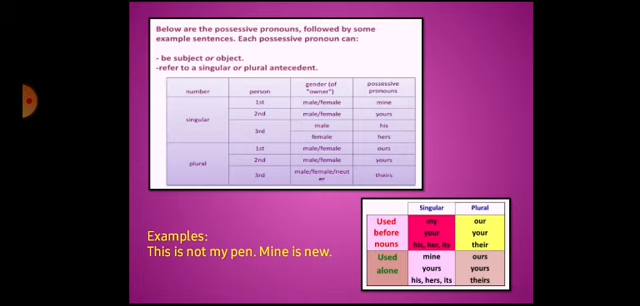 Below are the possessive pronouns, followed by some
example sentences. Each possessive pronoun can:
- be subject or object.
-refer to a singular or plural antecedent.
number person gender (of "owner") possessive pronouns
singular 1st male/female mine
2nd male/female yours
3rd male his
female hers
plural 1st male/female ours
2nd male/female yours
3rd male/female/neuter theirs
Examples:
This is not my pen. Mine is new.
Singular Plural
Used before nouns my our
your your
his, her, its their
Used alone mine ours
yours yours
his, hers, its theirs